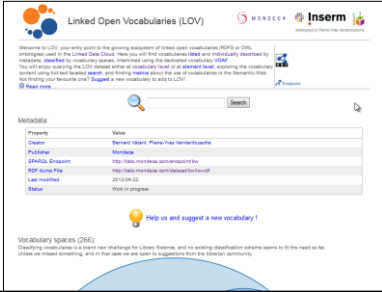 Linked Open Vocabularies (LOV)
MONDECA
Inserm
developed by Pierre-Yves Vandenbussche
Welcome to LOV, your entry point to the growing ecosystem of linked open vocabularies (RDFS or OWL
ontologies) used in the Linked Data Cloud. Here you will find vocabularies listed and individually described by
metadata, classified by vocabulary spaces, interlinked using the dedicated vocabulary VOAF.
You will enjoy querying the LOV dataset either at vocabulary level or at element level, exploring the vocabulary
content using full-text faceted search, and finding metrics about the use of vocabularies in the Semantic Web.
Not finding your favourite one? Suggest a new vocabulary to add to LOV!
Read more
Endpoint
Search
Metadata:
Property Value
Creator Bernard Vatant, Pierre-Yves Vandenbussche
Publisher Mondeca
SPARQL Endpoint http://labs.mondeca.com/endpoint/lov
RDF dump File http://labs.mondeca.com/dataset/lov/lov.rdf
Last modified 2012-06-22
Status Work in progress
Help us and suggest a new vocabulary !
Vocabulary spaces (266):
Classifying vocabularies is a brand new challenge for Library Science, and no existing classification scheme seems to fit the need so far.
Unless we missed something, and in that case we are open to suggestions from the librarian community.